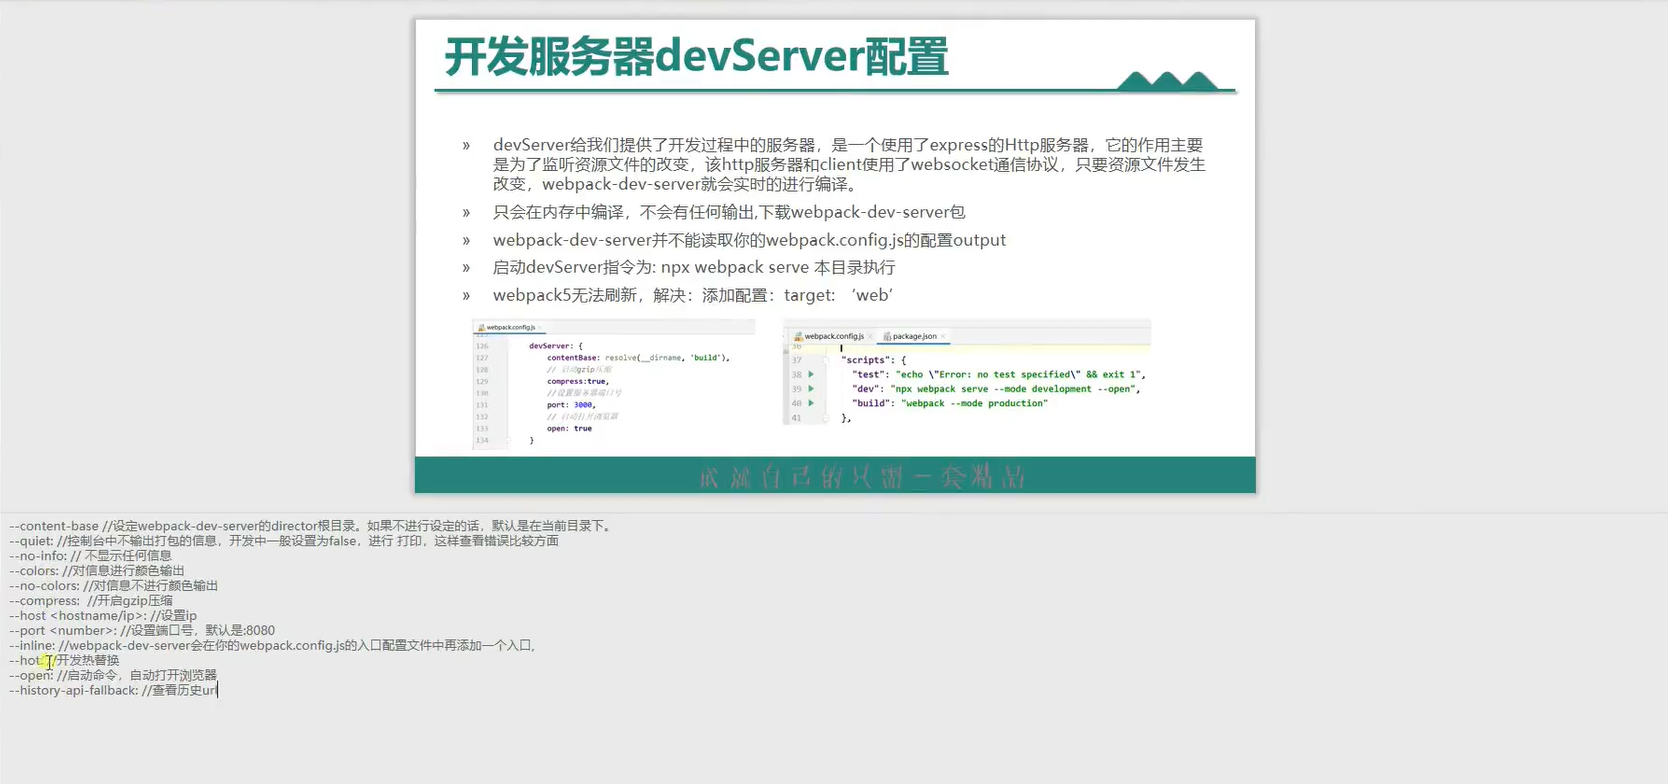 开发服务器devServer配置
» devServer给我们提供了开发过程中的服务器，是一个使用了express的Http服务器，它的作用主要
是为了监听资源文件的改变，该http服务器和client使用了websocket通信协议，只要资源文件发生
改变，webpack-dev-server就会实时的进行编译。
» 只会在内存中编译，不会有任何输出,下载webpack-dev-server包
» webpack-dev-server并不能读取你的webpack.config.js的配置output
» 启动devServer指令为: npx webpack serve 本目录执行
» webpack5无法刷新，解决：添加配置：target: ‘web’
webpack.config.js
126 devServer: {
127 contentBase: resolve(__dirname, 'build'),
128 // 启动gzip压缩
129 compress:true,
130 //设置服务器端口号
131 port: 3000,
132 // 自动打开浏览器
133 open: true
134 }
webpack.config.js package.json
36
37 "scripts": {
38 "test": "echo \"Error: no test specified\" && exit 1",
39 "dev": "npx webpack serve --mode development --open",
40 "build": "webpack --mode production"
41 },
成就自己的只需一套精品
--content-base //设定webpack-dev-server的director根目录。如果不进行设定的话，默认是在当前目录下。
--quiet: //控制台中不输出打包的信息，开发中一般设置为false，进行 打印，这样查看错误比较方面
--no-info: // 不显示任何信息
--colors: //对信息进行颜色输出
--no-colors: //对信息不进行颜色输出
--compress: //开启gzip压缩
--host <hostname/ip>: //设置ip
--port <number>: //设置端口号，默认是:8080
--inline: //webpack-dev-server会在你的webpack.config.js的入口配置文件中再添加一个入口,
--hot: //开发热替换
--open: //启动命令，自动打开浏览器
--history-api-fallback: //查看历史url